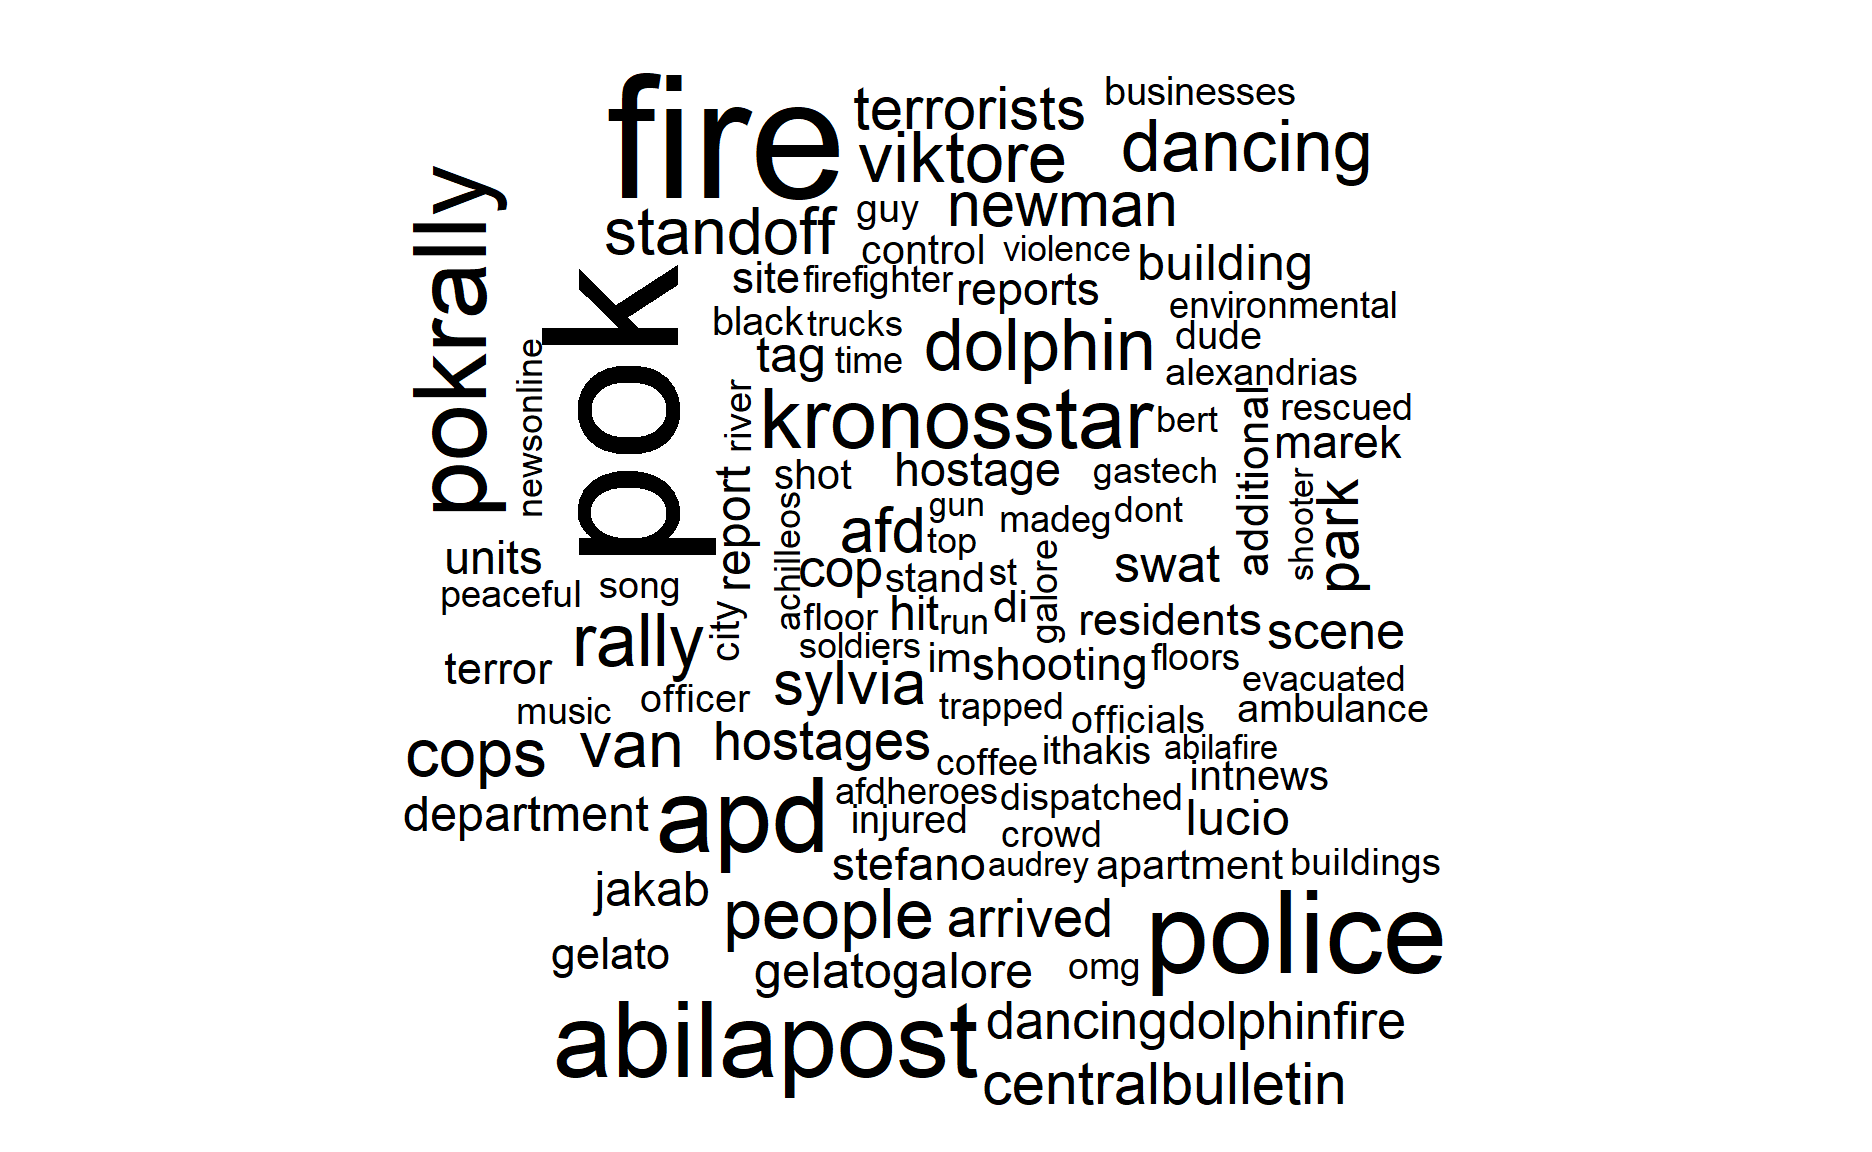 fire
terrorists
businesses
viktore
dancing
pokrally
standoff
guy
newman
control
violence
building
pok
site
firefighter
reports
environmental
black
trucks
dolphin
dude
newsonline
tag
time
alexandrias
river
kronosstar
bert
additional
rescued
marek
report
shot
hostage
gastech
shooter
park
achilleos
afd
gun
madeg
dont
units
top
cop
stand
st
galore
swat
peaceful
song
city
floor
hit
run
di
residents
scene
rally
soldiers
im
shooting
floors
terror
sylvia
evacuated
music
officer
trapped
officials
ambulance
cops
van
hostages
coffee
ithakis
abilafire
intnews
department
apd
afdheroes
dispatched
injured
crowd
lucio
stefano
audrey
apartment
buildings
jakab
people
arrived
police
gelato
gelatogalore
omg
abilapost
dancingdolphinfire
centralbulletin